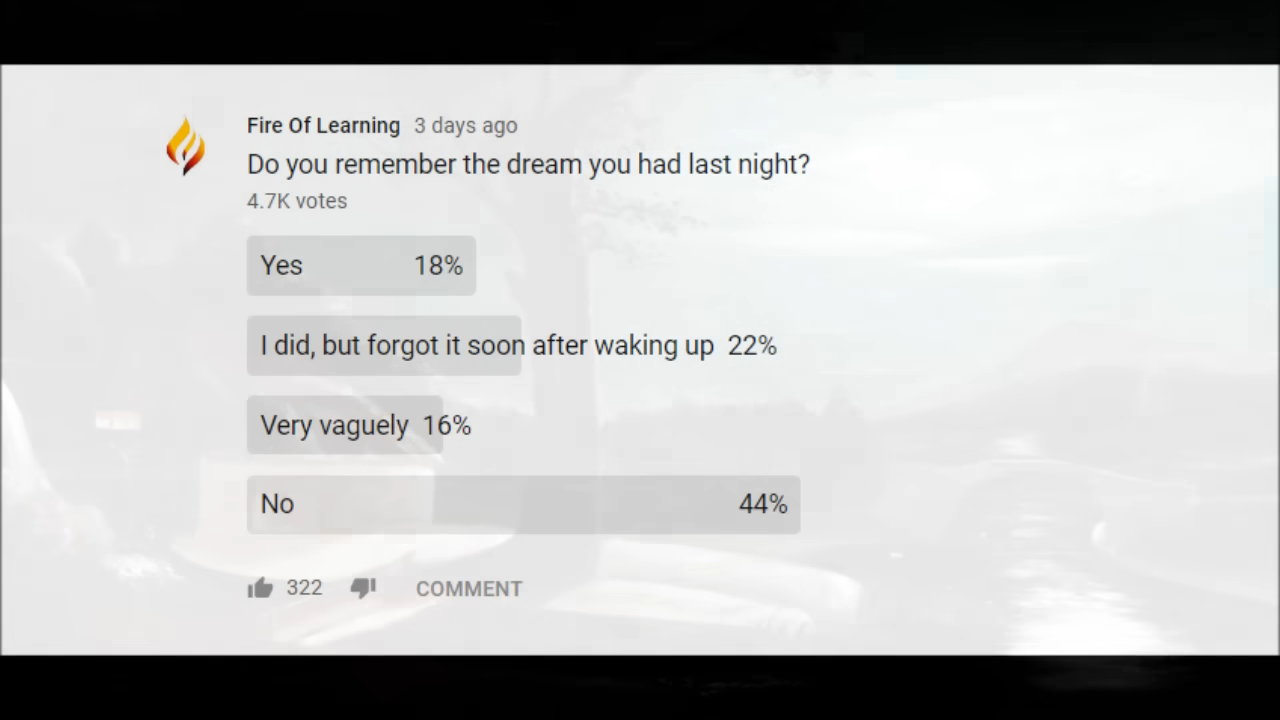 Fire Of Learning 3 days ago
Do you remember the dream you had last night?
4.7K votes
Yes 18%
I did, but forgot it soon after waking up 22%
Very vaguely 16%
No 44%
322 COMMENT